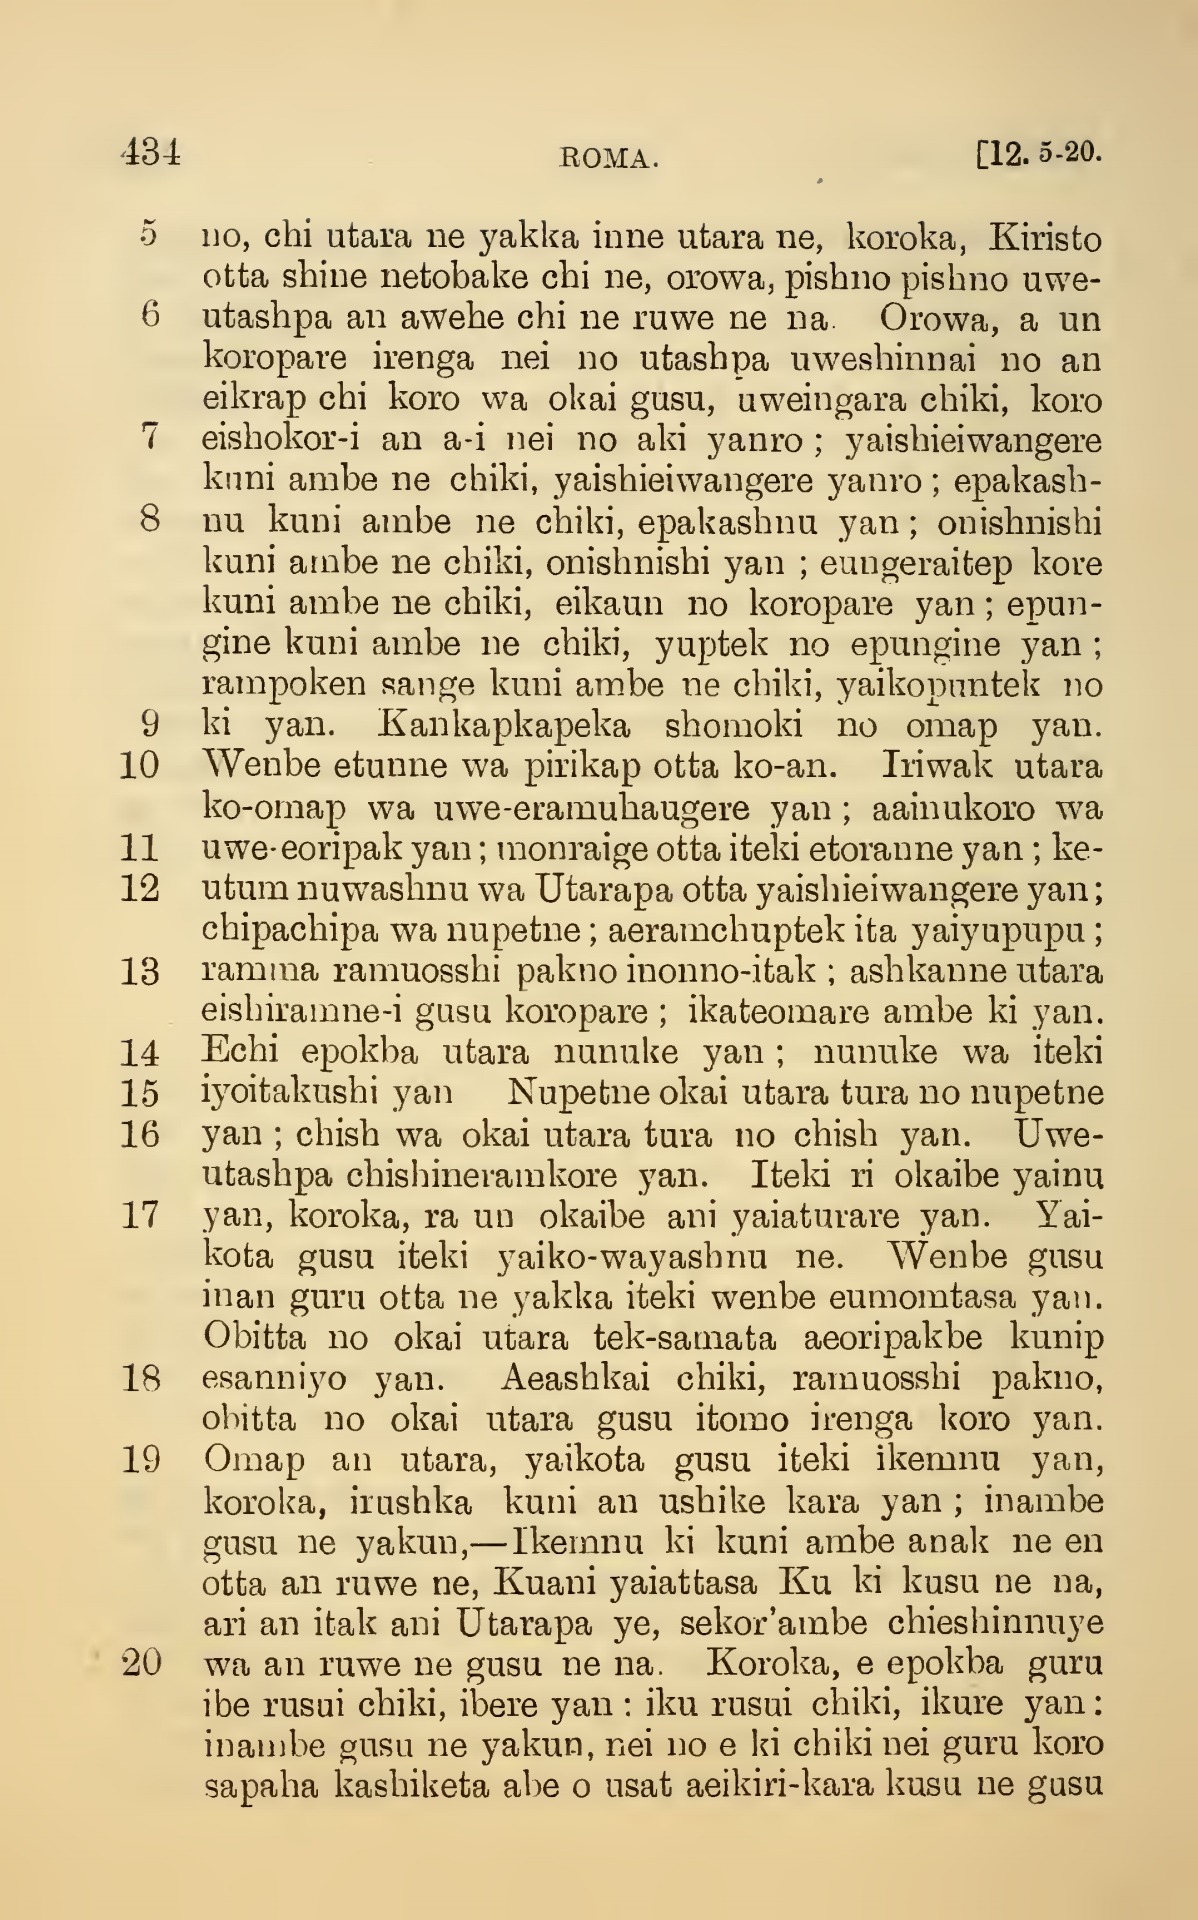 434 ROMA. [12. 5-20.
5 no, chi utara ne yakka inne utara ne, koroka, Kiristo
otta shine netobake chi ne, orowa, pishno pishno uwe-
6 utashpa an awehe chi ne ruwe ne na. Orowa, a un
koropare irenga nei no utashpa uweshinnai no an
eikrap chi koro wa okai gusu, uweingara chiki, koro
7 eishokor-i an a-i nei no aki yanro ; yaishieiwangere
kuni ambe ne chiki, yaishieiwangere yanro ; epakash-
8 nu kuni ambe ne chiki, epakashnu yan ; onishnishi
kuni ambe ne chiki, onishnishi yan ; eungeraitep kore
kuni ambe ne chiki, eikaun no koropare yan ; epun-
gine kuni ambe ne chiki, yuptek no epungine yan ;
rampoken sange kuni ambe ne chiki, yaikopuntek no
9 ki yan. Kankapkapeka shomoki no omap yan.
10 Wenbe etunne wa pirikap otta ko-an. Iriwak utara
ko-omap wa uwe-eramuhaugere yan ; aainukoro wa
11 uwe-eoripak yan ; monraige otta iteki etoranne yan ; ke-
12 utum nuwashnu wa Utarapa otta yaishieiwangere yan ;
chipachipa wa nupetne ; aeramchuptek ita yaiyupupu ;
13 ramma ramuosshi pakno inonno-itak ; ashkanne utara
eishiramne-i gusu koropare ; ikateomare ambe ki yan.
14 Echi epokba utara nunuke yan ; nunuke wa iteki
15 iyoitakushi yan Nupetne okai utara tura no nupetne
16 yan ; chish wa okai utara tura no chish yan. Uwe-
utashpa chishineramkore yan. Iteki ri okaibe yainu
17 yan, koroka, ra un okaibe ani yaiaturare yan. Yai-
kota gusu iteki yaiko-wayashnu ne. Wenbe gusu
inan guru otta ne yakka iteki wenbe eumomtasa yan.
Obitta no okai utara tek-samata aeoripakbe kunip
18 esanniyo yan. Aeashkai chiki, ramuosshi pakno,
obitta no okai utara gusu itomo irenga koro yan.
19 Omap an utara, yaikota gusu iteki ikemnu yan,
koroka, irushka kuni an ushike kara yan ; inambe
gusu ne yakun,—Ikemnu ki kuni ambe anak ne en
otta an ruwe ne, Kuani yaiattasa Ku ki kusu ne na,
ari an itak ani Utarapa ye, sekor'ambe chieshinnuye
20 wa an ruwe ne gusu ne na. Koroka, e epokba guru
ibe rusui chiki, ibere yan : iku rusui chiki, ikure yan :
inambe gusu ne yakun, nei no e ki chiki nei guru koro
sapaha kashiketa abe o usat aeikiri-kara kusu ne gusu